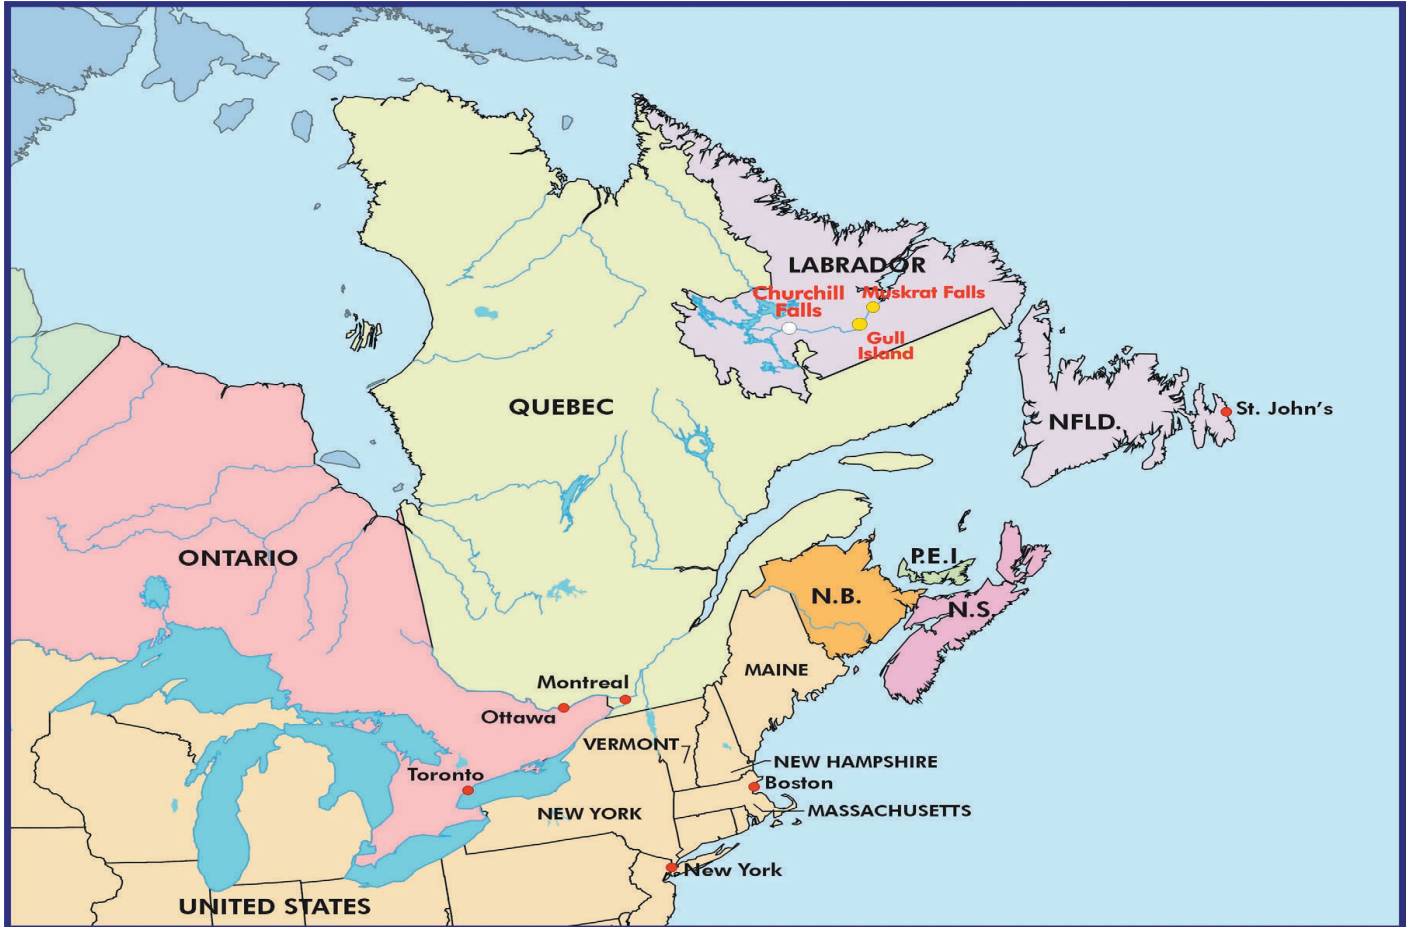 LABRADOR
Churchill
Falls
Muskrat Falls
Gull
Island
QUEBEC
NFLD.
St. John's
ONTARIO
P.E.I.
N.B.
N.S.
MAINE
Montreal
Ottawa
VERMONT
NEW HAMPSHIRE
Toronto
Boston
NEW YORK
MASSACHUSETTS
New York
UNITED STATES